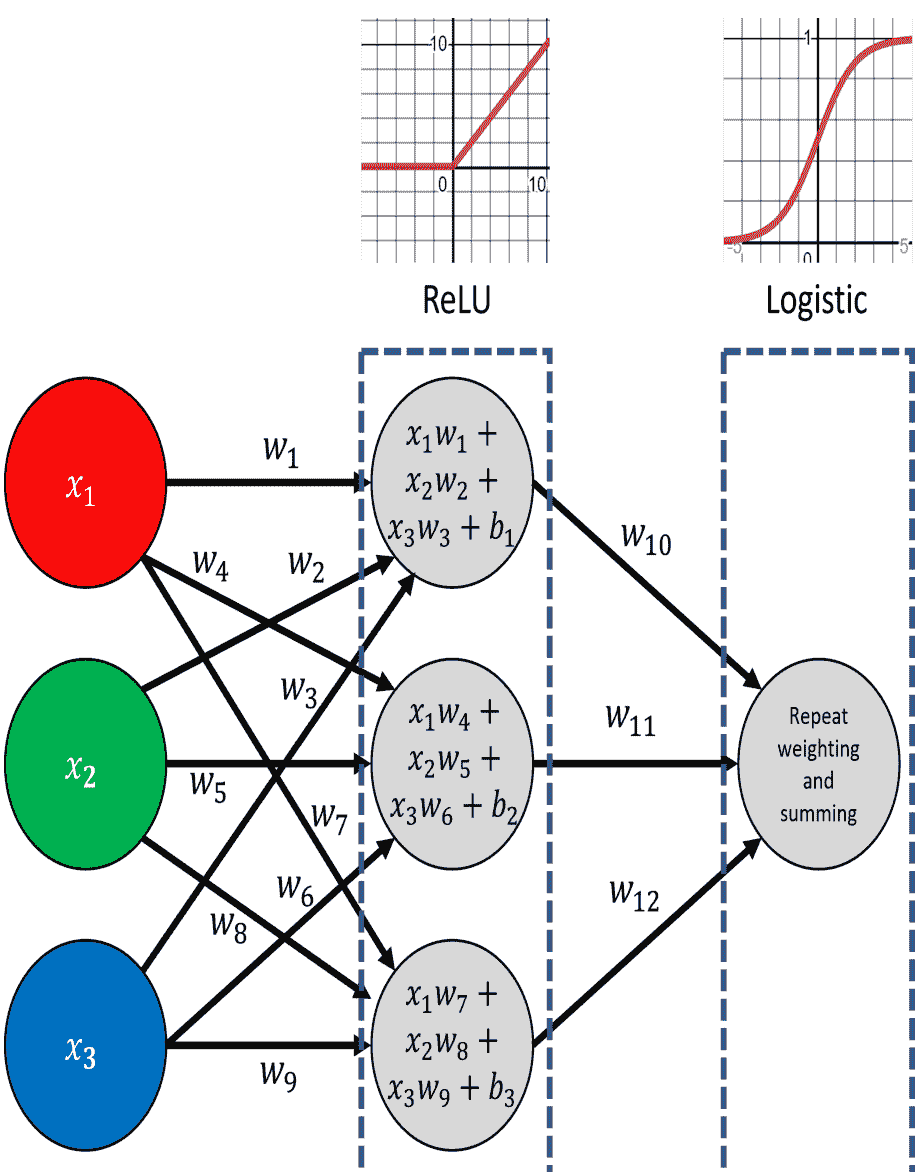 10
0
10
1
-5
0
5
ReLU
Logistic
x₁
w₁
x₁w₁ +
x₂w₂ +
x₃w₃ + b₁
w₄
w₂
w₁₀
w₃
x₂
w₅
x₁w₄ +
x₂w₅ +
x₃w₆ + b₂
w₁₁
Repeat
weighting
and
summing
w₇
w₆
w₈
w₁₂
x₃
w₉
x₁w₇ +
x₂w₈ +
x₃w₉ + b₃